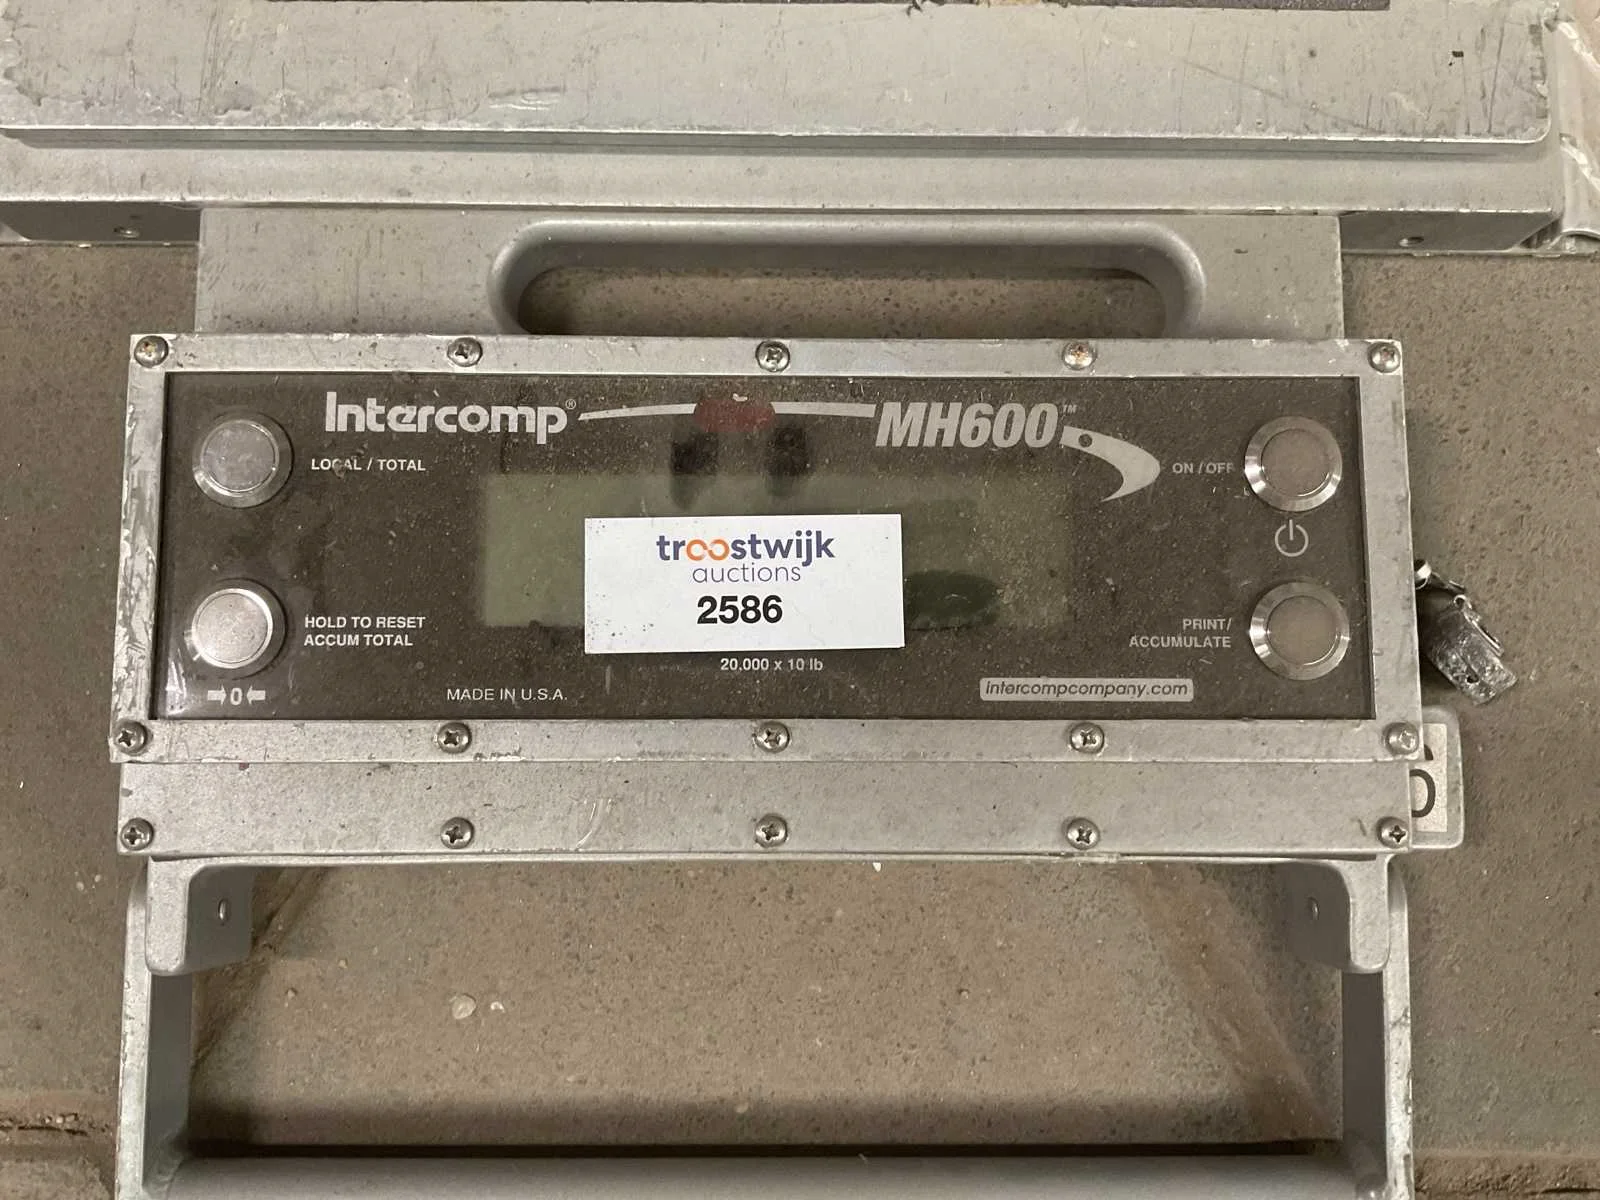 Intercomp®
MH600™
LOCAL / TOTAL
ON / OFF
troostwijk
auctions
2586
HOLD TO RESET
ACCUM TOTAL
PRINT/
ACCUMULATE
20,000 x 10 lb
0
MADE IN U.S.A.
intercompcompany.com